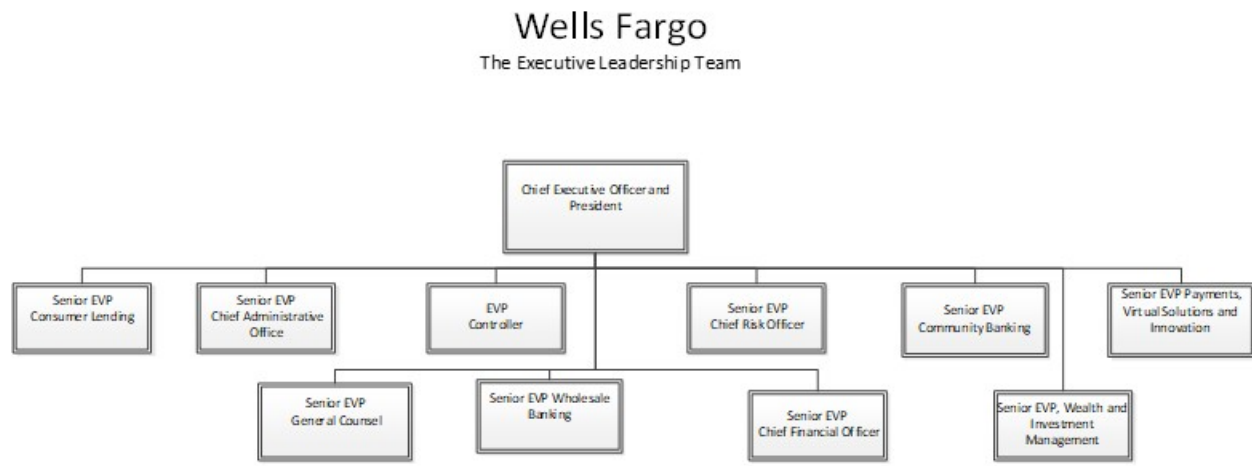 Wells Fargo
The Executive Leadership Team
Chief Executive Officer and
President
Senior EVP
Consumer Lending
Senior EVP
Chief Administrative
Office
EVP
Controller
Senior EVP
Chief Risk Officer
Senior EVP
Community Banking
Senior EVP Payments,
Virtual Solutions and
Innovation
Senior EVP
General Counsel
Senior EVP Wholesale
Banking
Senior EVP
Chief Financial Officer
Senior EVP, Wealth and
Investment
Management